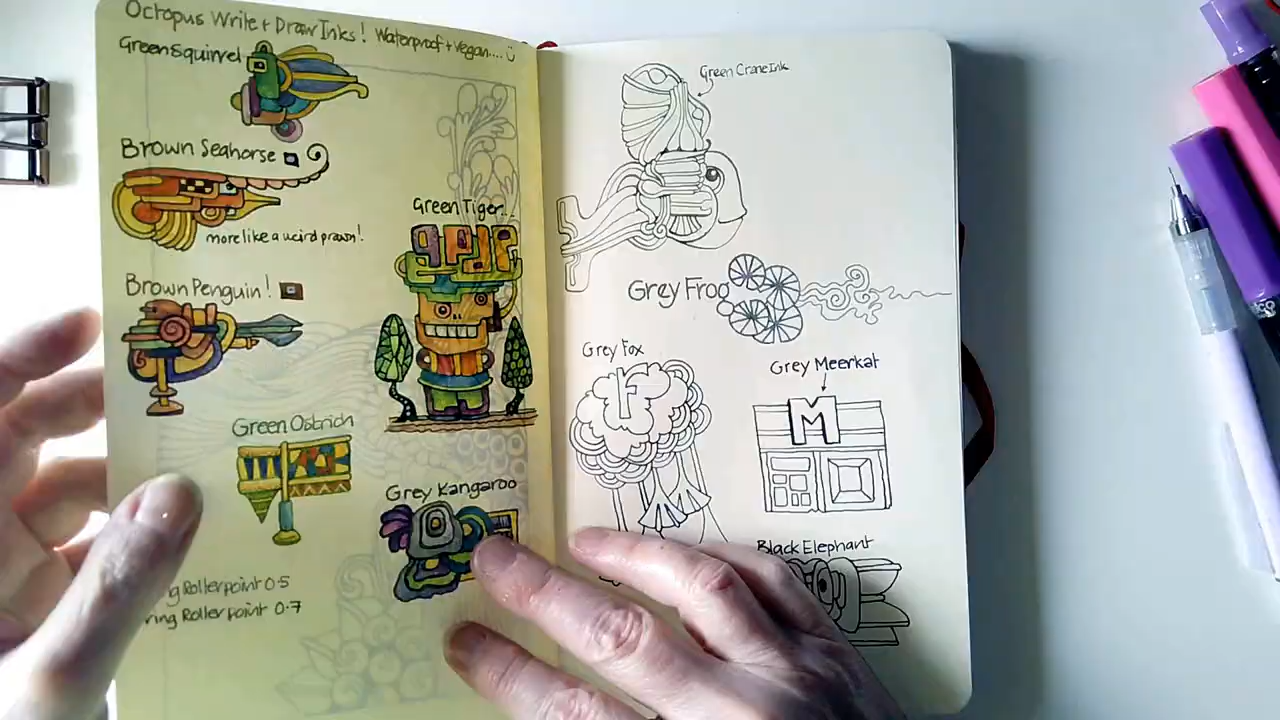 Octopus Write + Draw Inks! Waterproof + Vegan....
Green Squirrel
Brown Seahorse
more like a weird prawn!
Brown Penguin!
Green Tiger..
Green Ostrich
Grey Kangaroo
Rollerpoint 0.5
Rollerpoint 0.7
Green Crane Ink
Grey Frog
Grey Fox
F
Grey Meerkat
M
Black Elephant